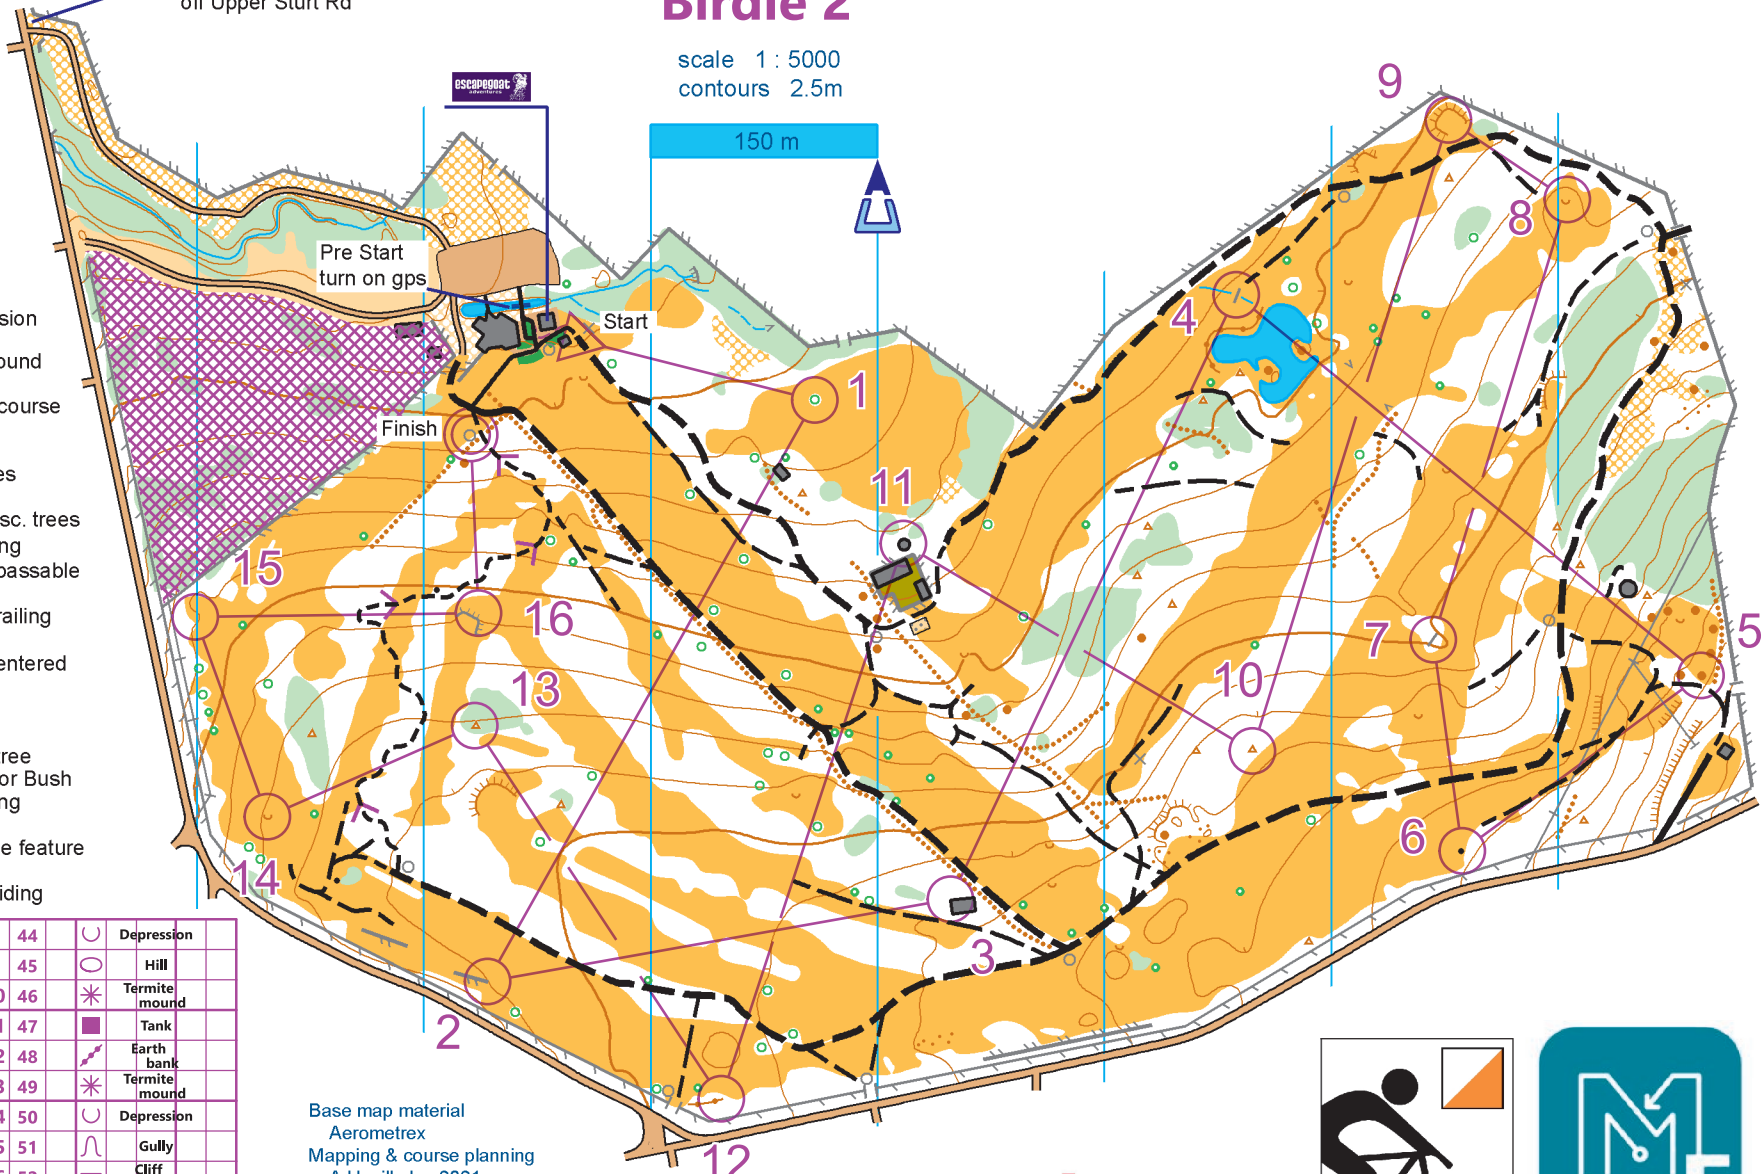 off Upper Sturt Rd
Birdie 2
scale 1 : 5000
contours 2.5m
escapegoat
adventures
150 m
Pre Start
turn on gps
Start
Finish
1
2
3
4
5
6
7
8
9
10
11
12
13
14
15
16
sion
ound
course
es
sc. trees
ng
passable
railing
entered
tree
or Bush
ng
e feature
iding
44 Depression
45 Hill
46 Termite
mound
47 Tank
48 Earth
bank
49 Termite
mound
50 Depression
51 Gully
Cliff
Base map material
Aerometrex
Mapping & course planning